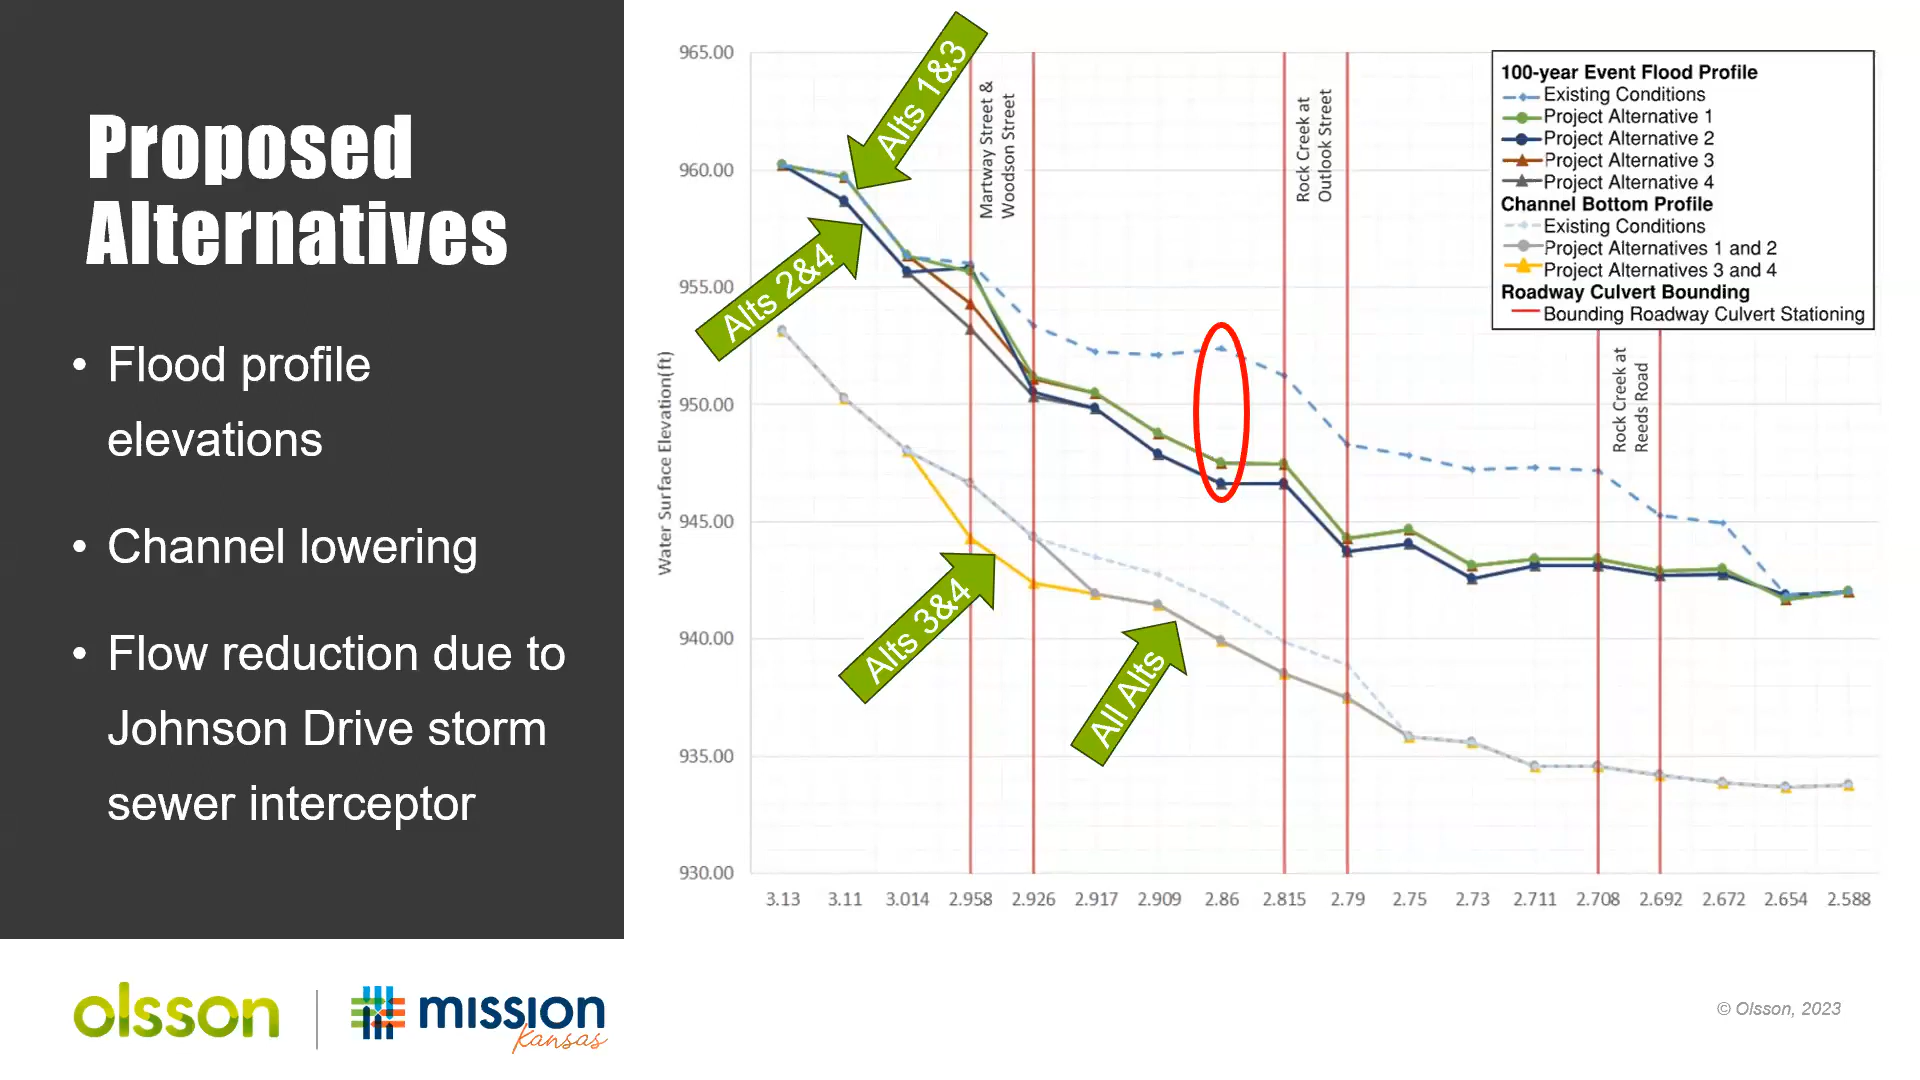 Proposed
Alternatives
• Flood profile
elevations
• Channel lowering
• Flow reduction due to
Johnson Drive storm
sewer interceptor
olsson
mission
kansas
Water Surface Elevation(ft)
965.00
960.00
955.00
950.00
945.00
940.00
935.00
930.00
3.13 3.11 3.014 2.958 2.926 2.917 2.909 2.86 2.815 2.79 2.75 2.73 2.711 2.708 2.692 2.672 2.654 2.588
Alts 1&3
Alts 2&4
Alts 3&4
All Alts
Martway Street &
Woodson Street
Rock Creek at
Outlook Street
Rock Creek at
Reeds Road
100-year Event Flood Profile
Existing Conditions
Project Alternative 1
Project Alternative 2
Project Alternative 3
Project Alternative 4
Channel Bottom Profile
Existing Conditions
Project Alternatives 1 and 2
Project Alternatives 3 and 4
Roadway Culvert Bounding
Bounding Roadway Culvert Stationing
© Olsson, 2023